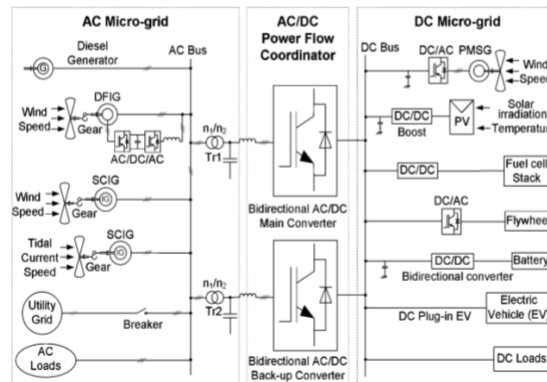 AC Micro-grid
Diesel
Generator
AC Bus
G
Wind
Speed
DFIG
Gear
AC/DC/AC
n1/n2
Tr1
SCIG
Wind
Speed
IG
Gear
Tidal
Current
Speed
SCIG
IG
Gear
Utility
Grid
Breaker
n1/n2
Tr2
AC
Loads
AC/DC
Power Flow
Coordinator
Bidirectional AC/DC
Main Converter
Bidirectional AC/DC
Back-up Converter
DC Micro-grid
DC Bus
DC/AC
PMSG
Wind
Speed
DC/DC
Boost
PV
Solar
irradiation
Temperature
DC/DC
Fuel cell
Stack
DC/AC
Flywheel
DC/DC
Battery
Bidirectional converter
DC Plug-in EV
Electric
Vehicle (EV)
DC Loads